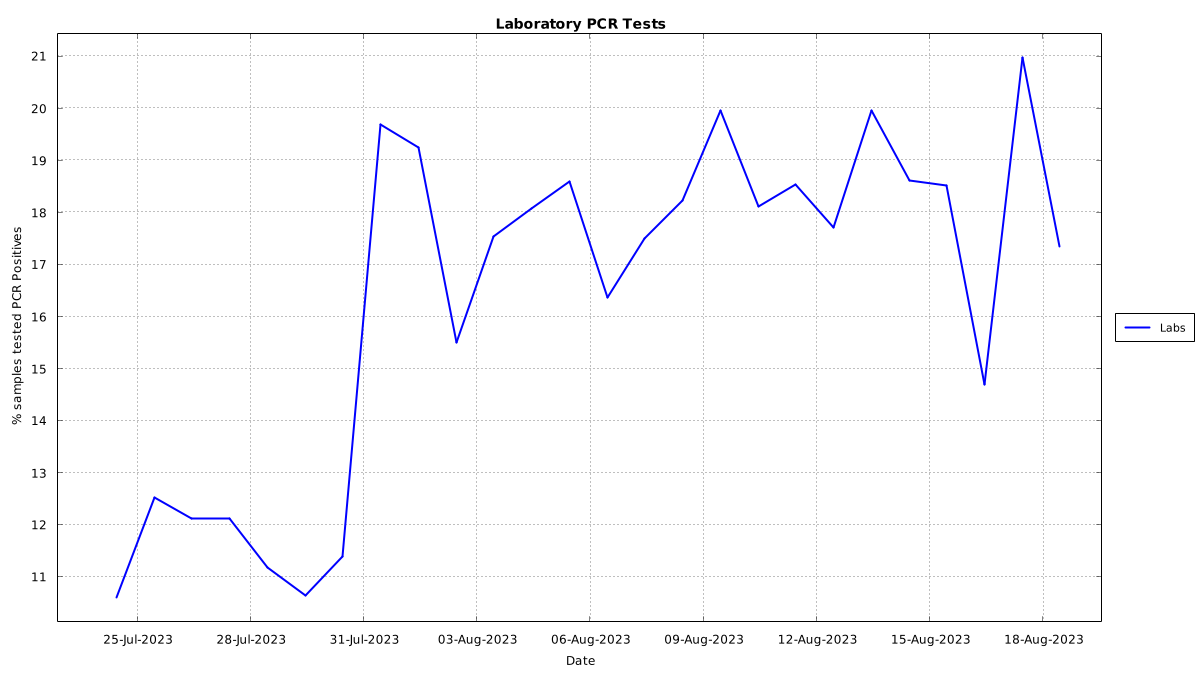 Laboratory PCR Tests
% samples tested PCR Positives
21
20
19
18
17
16
15
14
13
12
11
Labs
25-Jul-2023 28-Jul-2023 31-Jul-2023 03-Aug-2023 06-Aug-2023 09-Aug-2023 12-Aug-2023 15-Aug-2023 18-Aug-2023
Date